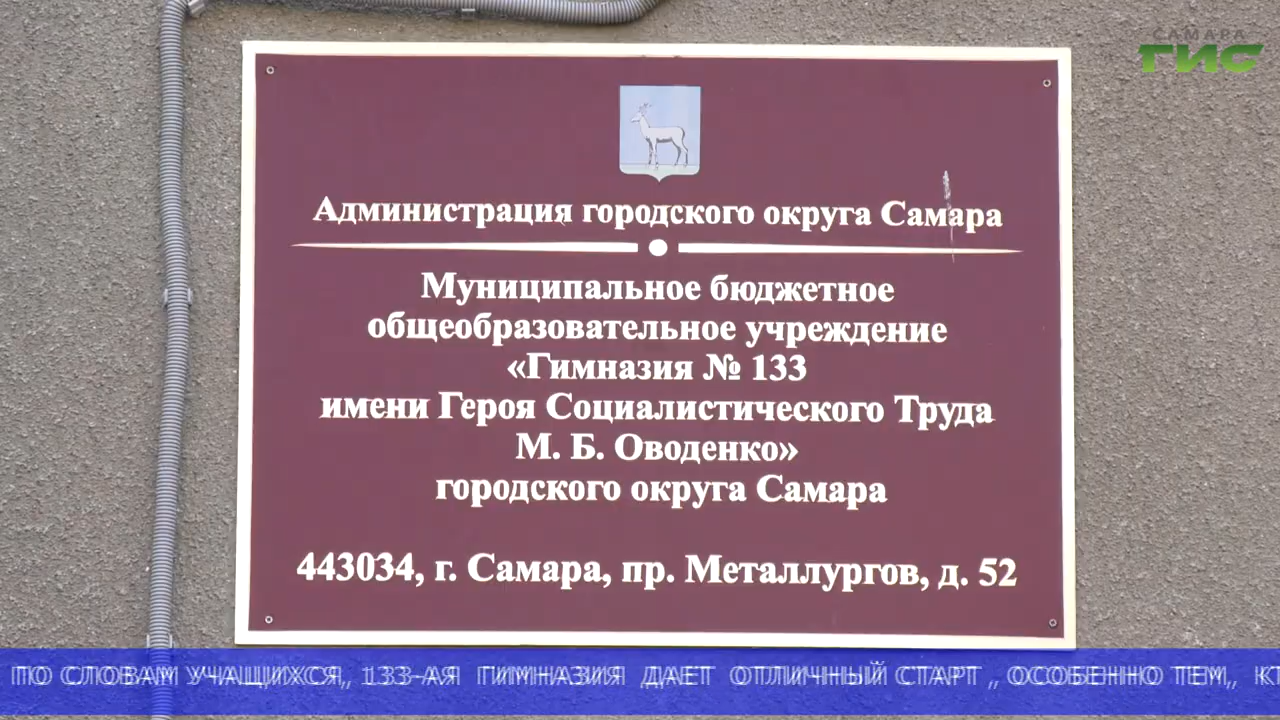 САМАРА
ГИС
Администрация городского округа Самара
Муниципальное бюджетное
общеобразовательное учреждение
«Гимназия № 133
имени Героя Социалистического Труда
М. Б. Оводенко»
городского округа Самара
443034, г. Самара, пр. Металлургов, д. 52
ПО СЛОВАМ УЧАЩИХСЯ, 133-АЯ ГИМНАЗИЯ ДАЕТ ОТЛИЧНЫЙ СТАРТ , ОСОБЕННО ТЕМ,